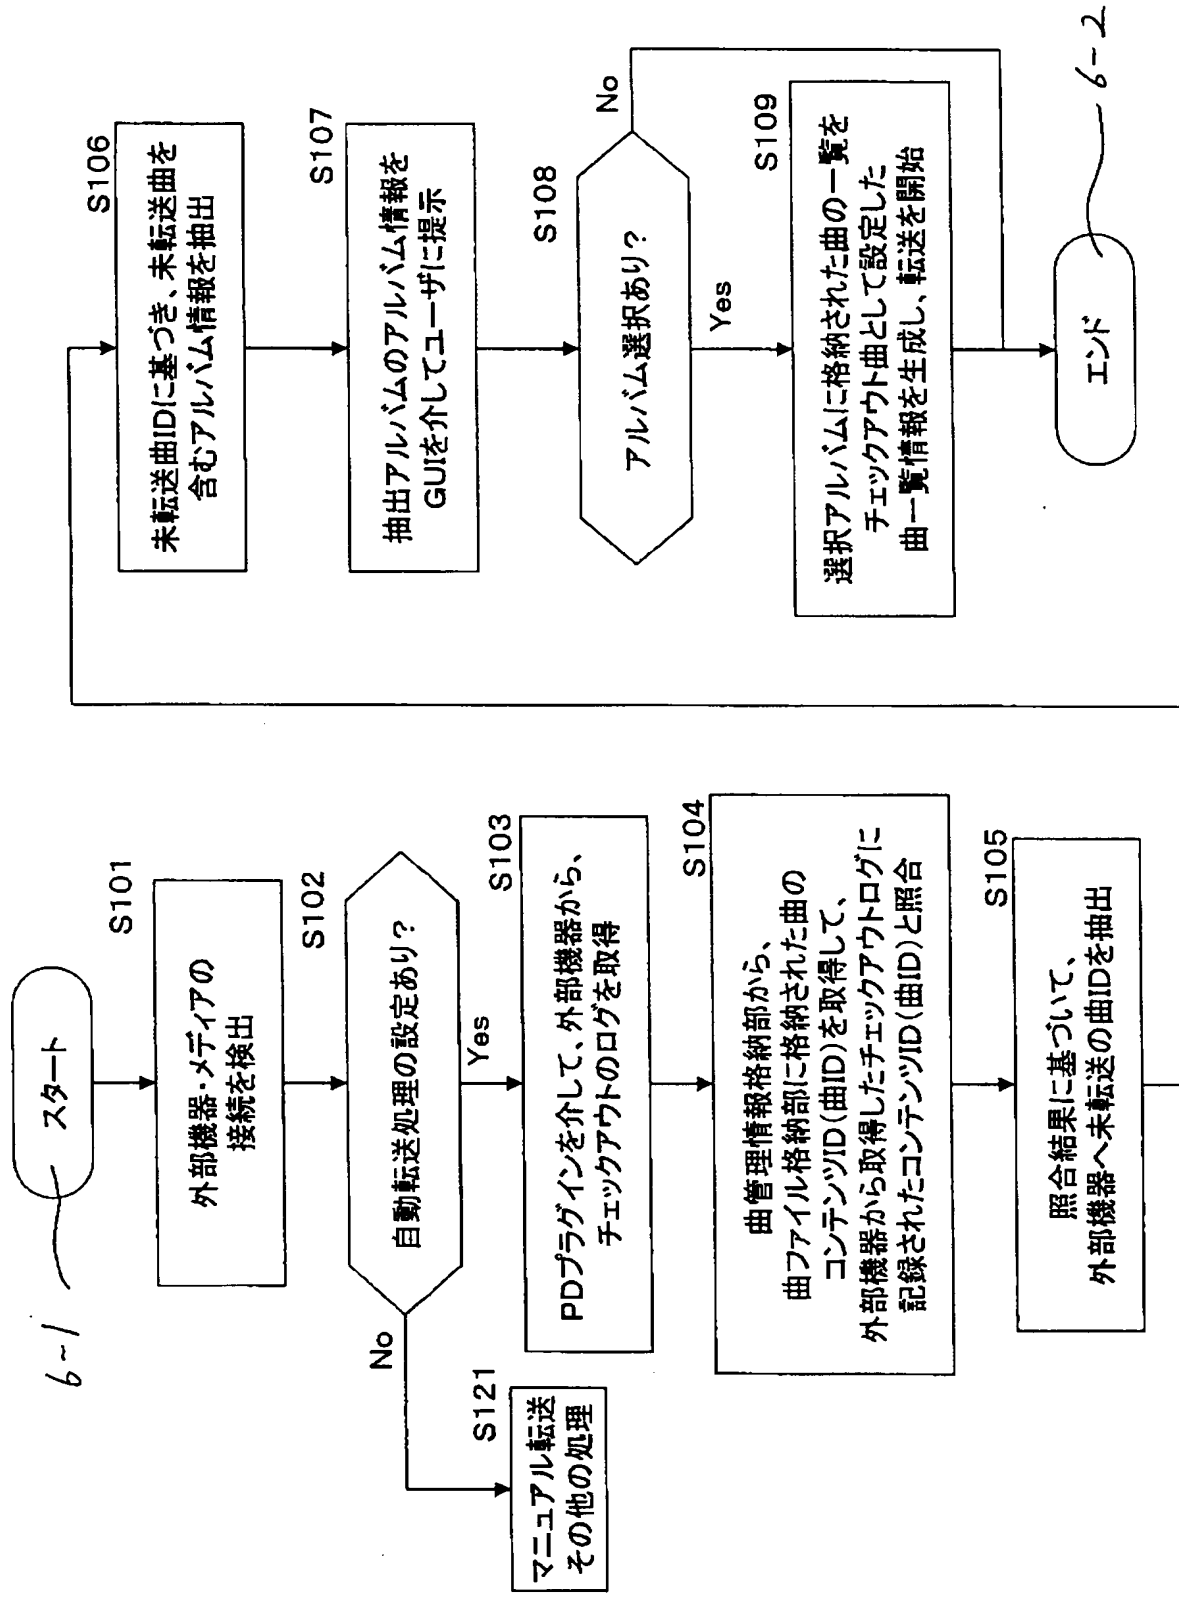 6-1
スタート
S101
外部機器・メディアの
接続を検出
S102
自動転送処理の設定あり?
No
Yes
S121
マニュアル転送
その他の処理
S103
PDプラグインを介して、外部機器から、
チェックアウトのログを取得
S104
曲管理情報格納部から、
曲ファイル格納部に格納された曲の
コンテンツID(曲ID)を取得して、
外部機器から取得したチェックアウトログに
記録されたコンテンツID(曲ID)と照合
S105
照合結果に基づいて、
外部機器へ未転送の曲IDを抽出
S106
未転送曲IDに基づき、未転送曲を
含むアルバム情報を抽出
S107
抽出アルバムのアルバム情報を
GUIを介してユーザに提示
S108
アルバム選択あり?
No
Yes
S109
選択アルバムに格納された曲の一覧を
チェックアウト曲として設定した
曲一覧情報を生成し、転送を開始
エンド
6-2